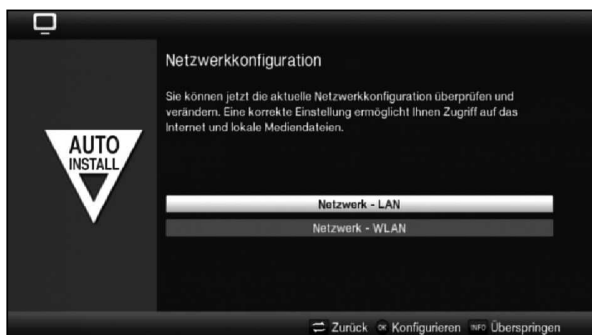 Netzwerkkonfiguration
Sie können jetzt die aktuelle Netzwerkkonfiguration überprüfen und
verändern. Eine korrekte Einstellung ermöglicht Ihnen Zugriff auf das
Internet und lokale Mediendateien.
AUTO
INSTALL
Netzwerk - LAN
Netzwerk - WLAN
Zurück OK Konfigurieren INFO Überspringen